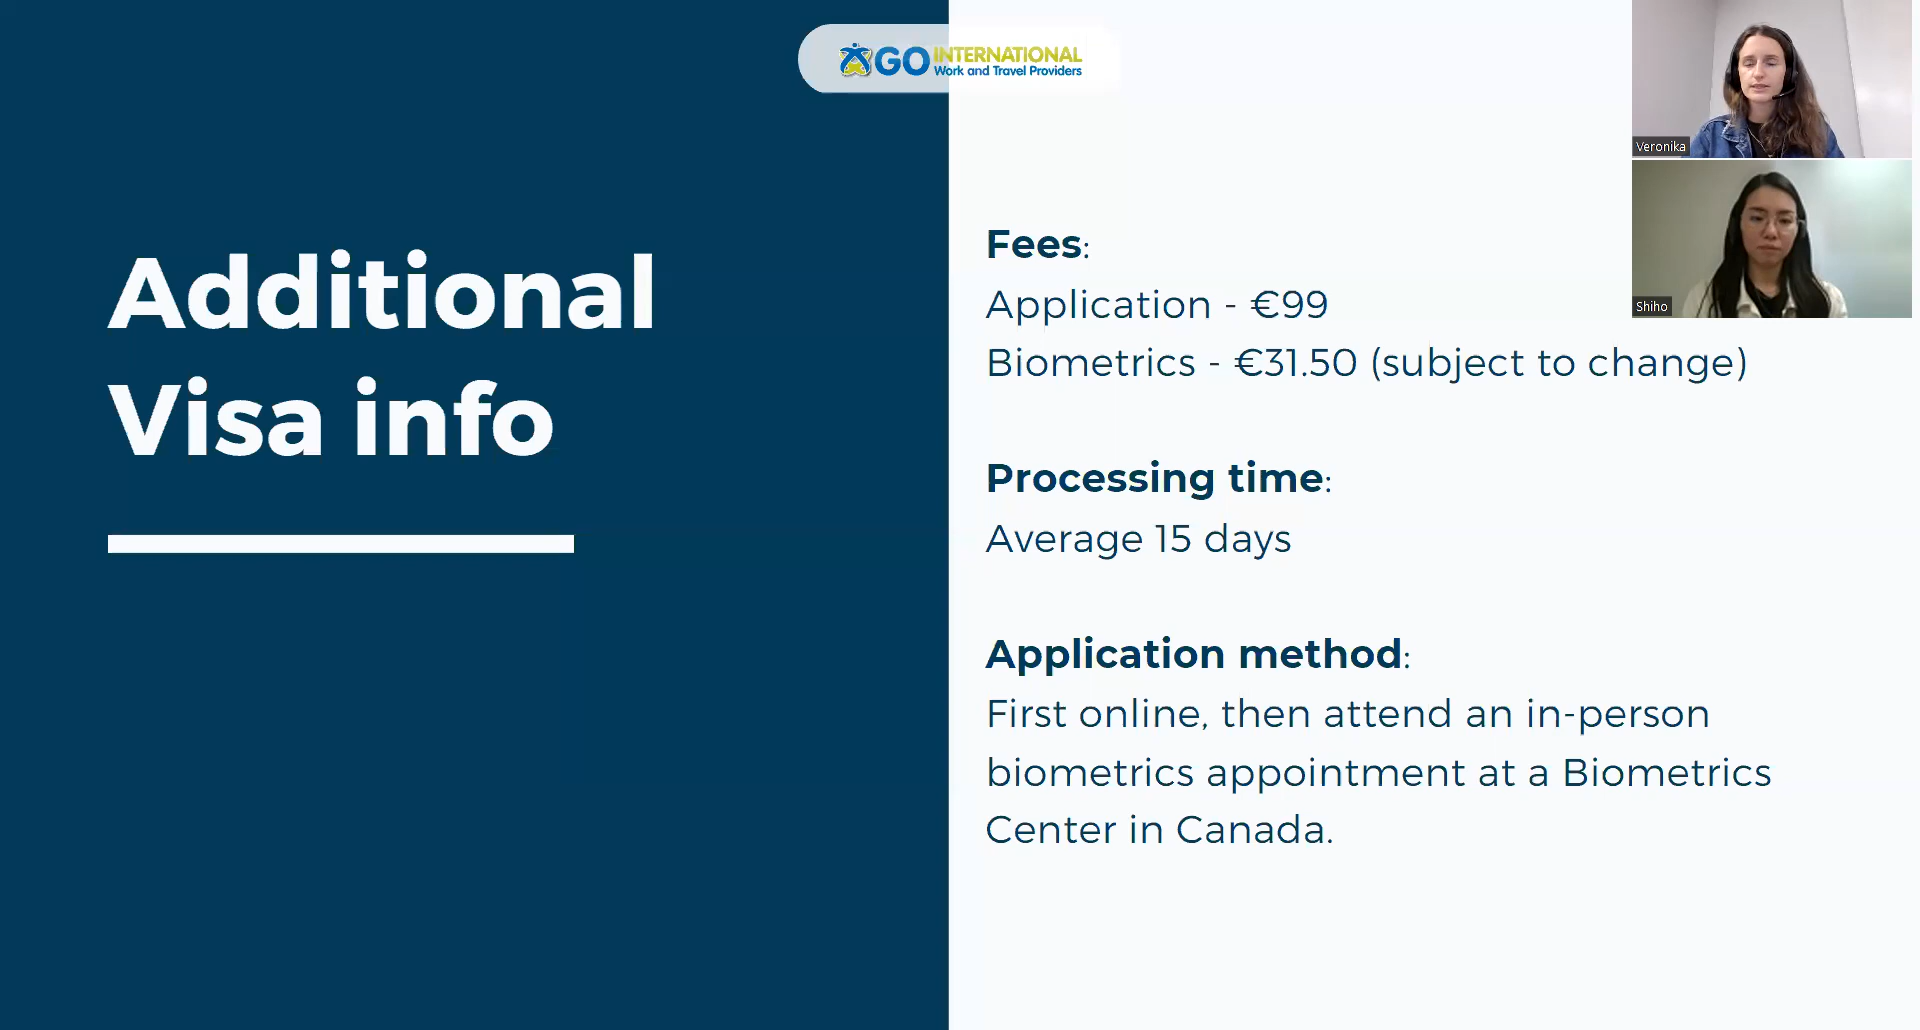 GO INTERNATIONAL
Work and Travel Providers
Additional
Visa info
Fees:
Application - €99
Biometrics - €31.50 (subject to change)
Processing time:
Average 15 days
Application method:
First online, then attend an in-person
biometrics appointment at a Biometrics
Center in Canada.
Veronika
Shiho